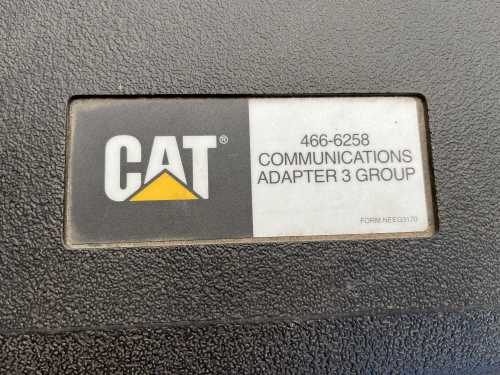 CAT®
466-6258
COMMUNICATIONS
ADAPTER 3 GROUP
FORM NEEG3170